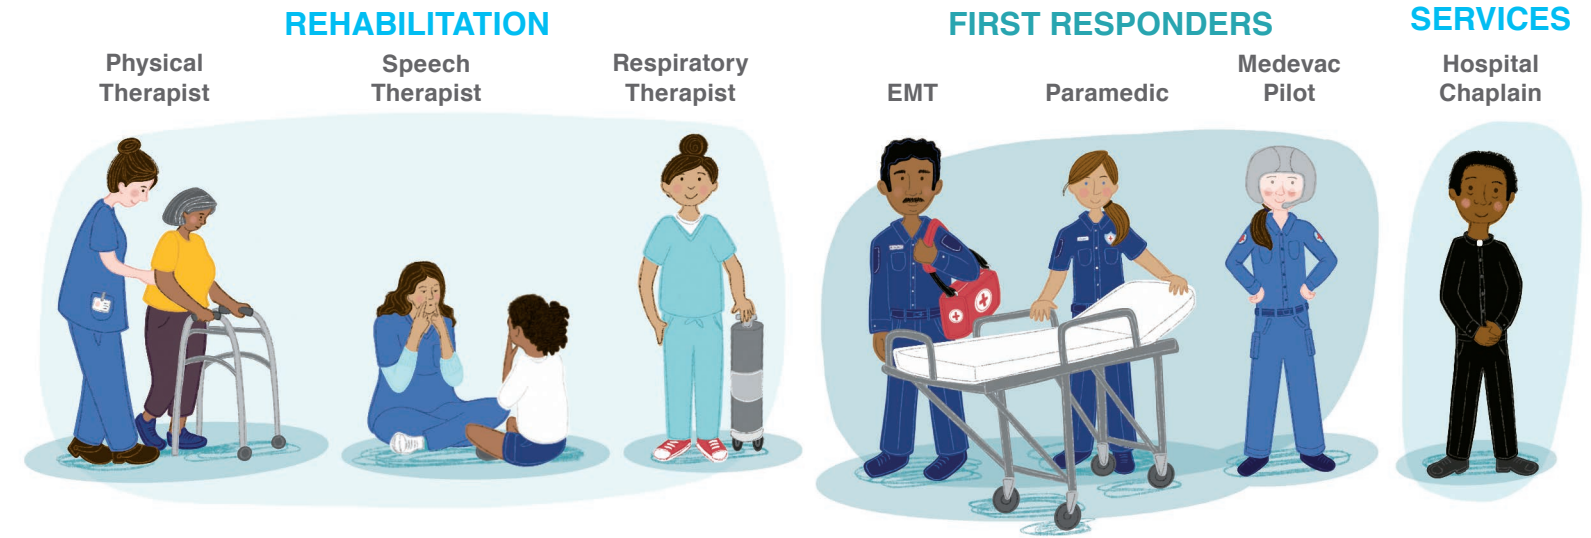 REHABILITATION
Physical
Therapist
Speech
Therapist
Respiratory
Therapist
FIRST RESPONDERS
EMT
Paramedic
Medevac
Pilot
SERVICES
Hospital
Chaplain